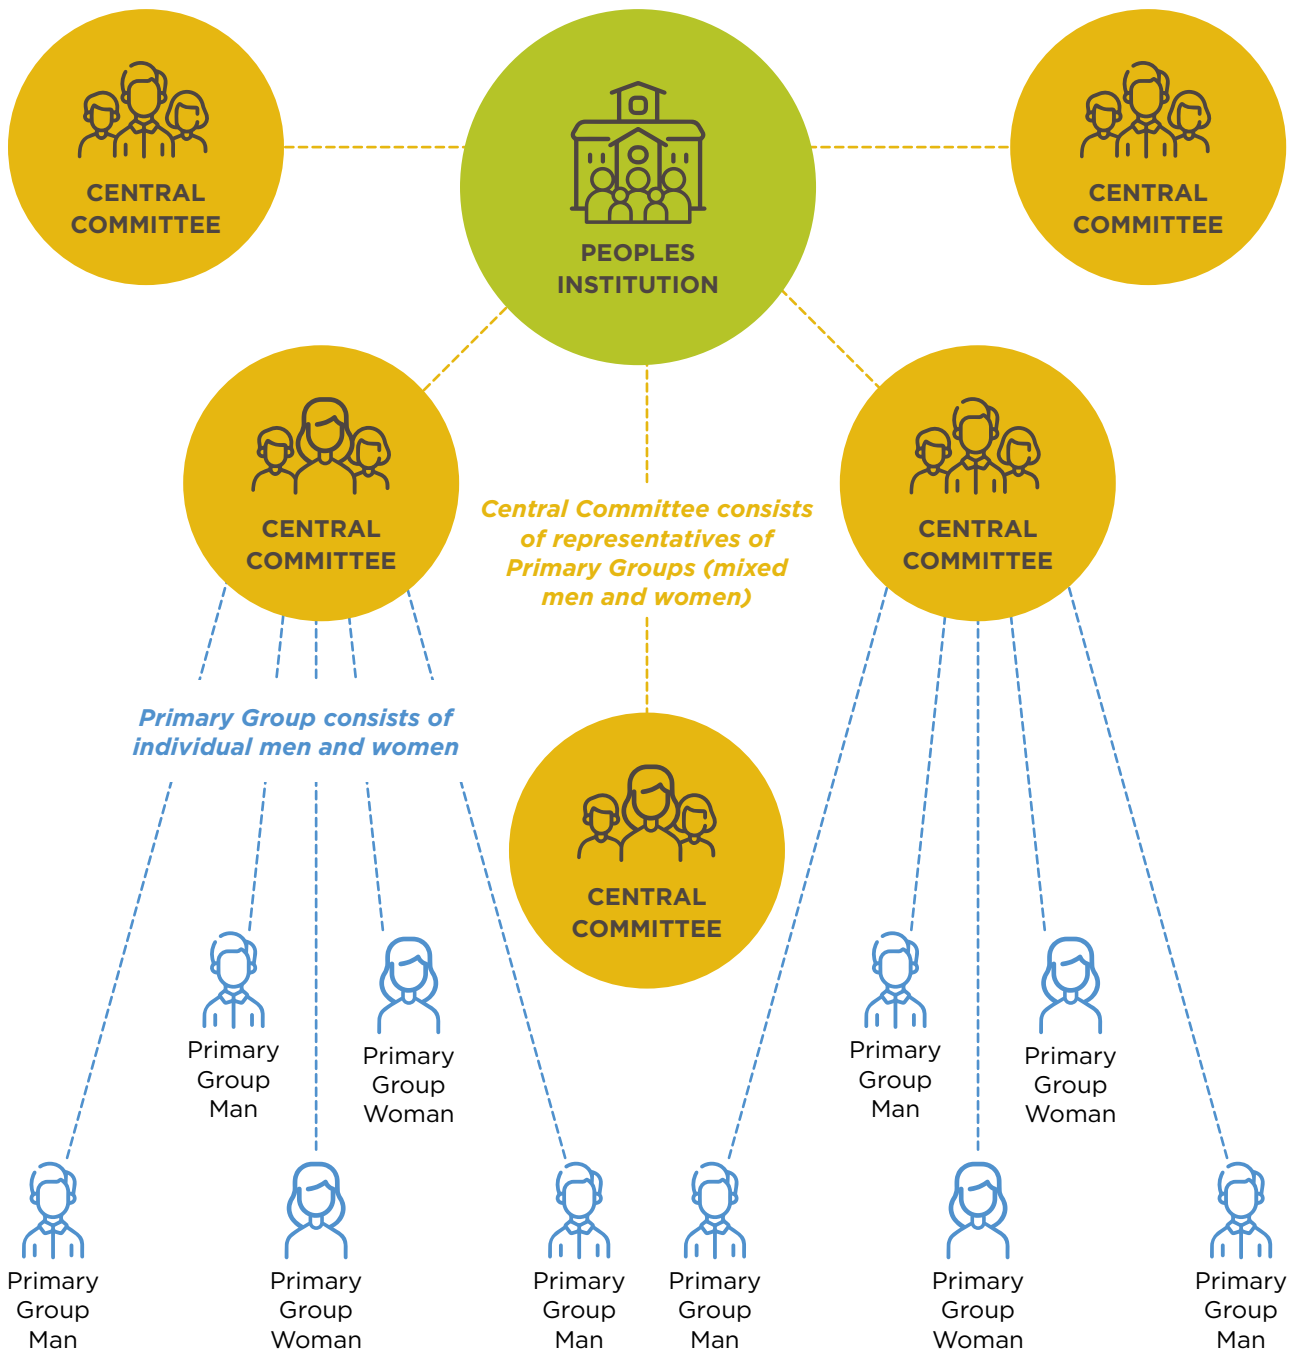 CENTRAL
COMMITTEE
PEOPLES
INSTITUTION
CENTRAL
COMMITTEE
CENTRAL
COMMITTEE
Central Committee consists
of representatives of
Primary Groups (mixed
men and women)
CENTRAL
COMMITTEE
Primary Group consists of
individual men and women
CENTRAL
COMMITTEE
Primary
Group
Man
Primary
Group
Woman
Primary
Group
Man
Primary
Group
Woman
Primary
Group
Man
Primary
Group
Woman
Primary
Group
Man
Primary
Group
Man
Primary
Group
Woman
Primary
Group
Man